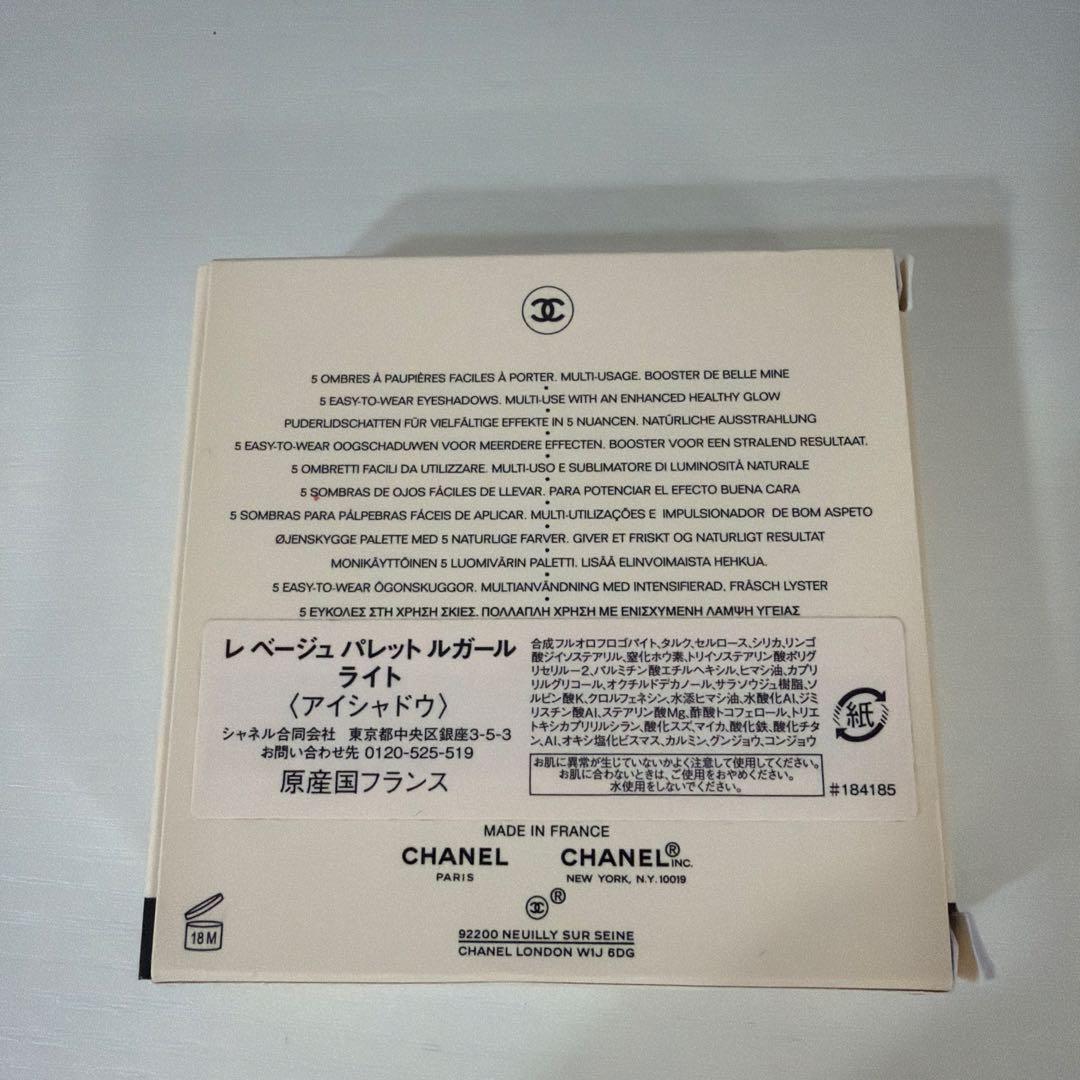 5 OMBRES À PAUPIÈRES FACILES À PORTER. MULTI-USAGE. BOOSTER DE BELLE MINE
5 EASY-TO-WEAR EYESHADOWS. MULTI-USE WITH AN ENHANCED HEALTHY GLOW
PUDERLIDSCHATTEN FÜR VIELFÄLTIGE EFFEKTE IN 5 NUANCEN. NATÜRLICHE AUSSTRAHLUNG
5 EASY-TO-WEAR OOGSCHADUWEN VOOR MEERDERE EFFECTEN. BOOSTER VOOR EEN STRALEND RESULTAAT.
5 OMBRETTI FACILI DA UTILIZZARE. MULTI-USO E SUBLIMATORE DI LUMINOSITÀ NATURALE
5 SOMBRAS DE OJOS FÁCILES DE LLEVAR. PARA POTENCIAR EL EFECTO BUENA CARA
5 SOMBRAS PARA PÁLPEBRAS FÁCEIS DE APLICAR. MULTI-UTILIZAÇÕES E IMPULSIONADOR DE BOM ASPETO
ØJENSKYGGE PALETTE MED 5 NATURLIGE FARVER. GIVER ET FRISKT OG NATURLIGT RESULTAT
MONIKÄYTTÖINEN 5 LUOMIVÄRIN PALETTI. LISÄÄ ELINVOIMAISTA HEHKUA.
5 EASY-TO-WEAR ÖGONSKUGGOR. MULTIANVÄNDNING MED INTENSIFIERAD, FRÄSCH LYSTER
5 ΕΥΚΟΛΕΣ ΣΤΗ ΧΡΗΣΗ ΣΚΙΕΣ. ΠΟΛΛΑΠΛΗ ΧΡΗΣΗ ΜΕ ΕΝΙΣΧΥΜΕΝΗ ΛΑΜΨΗ ΥΓΕΙΑΣ
レ ベージュ パレット ルガール
ライト
〈アイシャドウ〉
シャネル合同会社 東京都中央区銀座3-5-3
お問い合わせ先 0120-525-519
原産国フランス
合成フルオロフロゴパイト、タルク、セルロース、シリカ、リンゴ
酸ジイソステアリル、窒化ホウ素、トリイソステアリン酸ポリグ
リセリル-2、パルミチン酸エチルヘキシル、ヒマシ油、カプリ
リルグリコール、オクチルドデカノール、サラソウジュ樹脂、ソ
ルビン酸K、クロルフェネシン、水添ヒマシ油、水酸化Al、ジミ
リスチン酸Al、ステアリン酸Mg、酢酸トコフェロール、トリエ
トキシカプリリルシラン、酸化スズ、マイカ、酸化鉄、酸化チタ
ン、Al、オキシ塩化ビスマス、カルミン、グンジョウ、コンジョウ
お肌に異常が生じていないかよく注意して使用してください。
お肌に合わないときは、ご使用をおやめください。
水使用をしないでください。
紙
#184185
MADE IN FRANCE
CHANEL
PARIS
CHANEL® INC.
NEW YORK, N.Y. 10019
®
18M
92200 NEUILLY SUR SEINE
CHANEL LONDON W1J 6DG